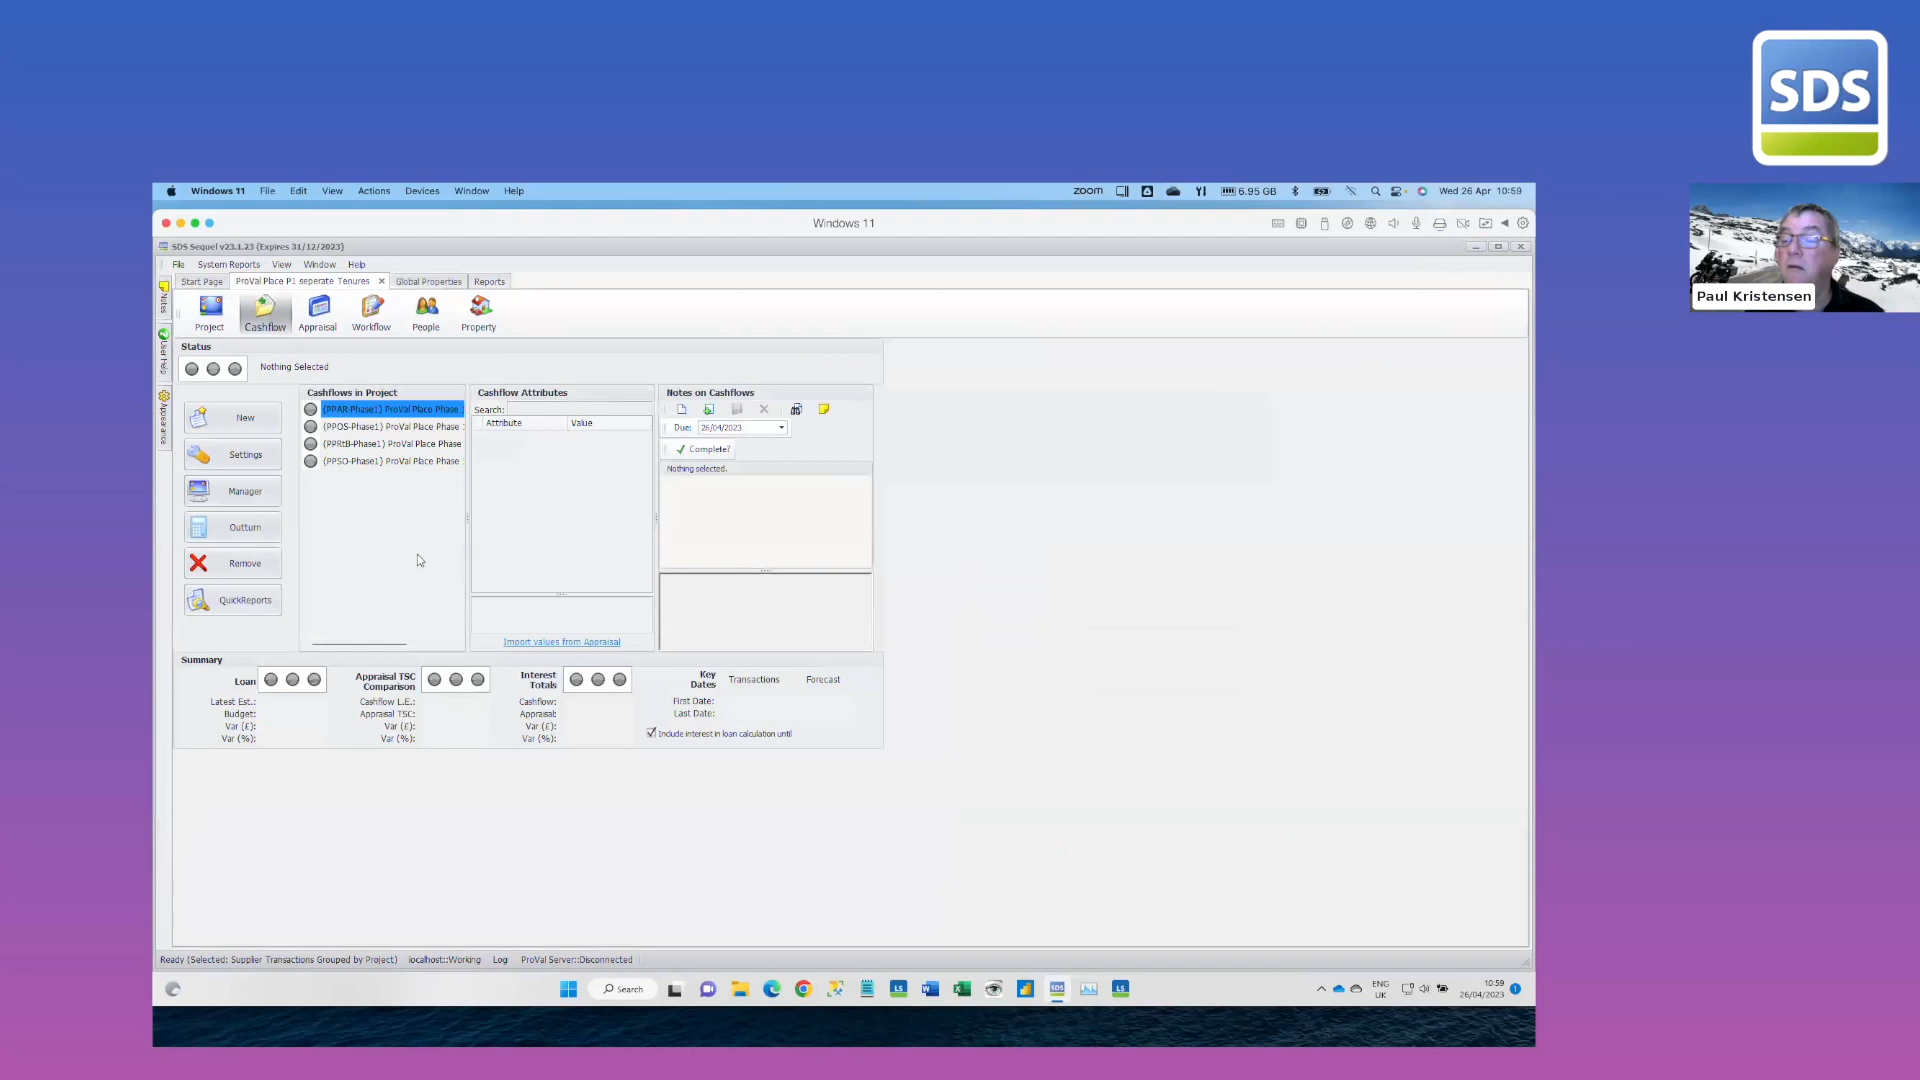 SDS
Windows 11 File Edit View Actions Devices Window Help
zoom 6.95 GB Wed 26 Apr 10:59
Windows 11
SDS Sequel v23.1.23 (Expires 31/12/2023)
File System Reports View Window Help
Start Page ProVal Place P1 seperate Tenures Global Properties Reports
Notes
User Help
Appearance
Project Cashflow Appraisal Workflow People Property
Paul Kristensen
Status
Nothing Selected
New
Settings
Manager
Outturn
Remove
QuickReports
Cashflows in Project
(PPAR-Phase1) ProVal Place Phase
(PPOS-Phase1) ProVal Place Phase
(PPRtB-Phase1) ProVal Place Phase
(PPSO-Phase1) ProVal Place Phase
Cashflow Attributes
Search:
Attribute Value
Import values from Appraisal
Notes on Cashflows
Due: 26/04/2023
Complete?
Nothing selected.
Summary
Loan
Latest Est.:
Budget:
Var (£):
Var (%):
Appraisal TSC
Comparison
Cashflow L.E.:
Appraisal TSC:
Var (£):
Var (%):
Interest
Totals
Cashflow:
Appraisal:
Var (£):
Var (%):
Key
Dates
Transactions Forecast
First Date:
Last Date:
Include interest in loan calculation until
Ready (Selected: Supplier Transactions Grouped by Project) localhost::Working Log ProVal Server::Disconnected
Search
LS
SDS
LS
ENG
UK
10:59
26/04/2023
1